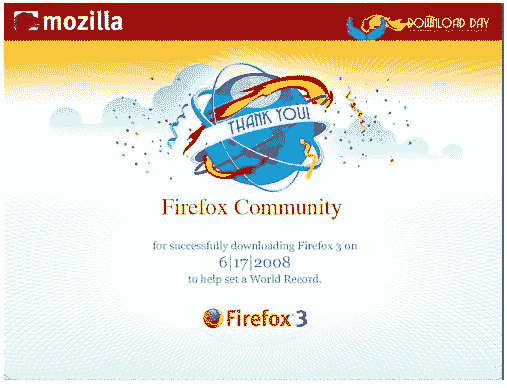 mozilla
DOWNLOAD DAY
THANK YOU!
Firefox Community
for successfully downloading Firefox 3 on
6|17|2008
to help set a World Record.
Firefox 3